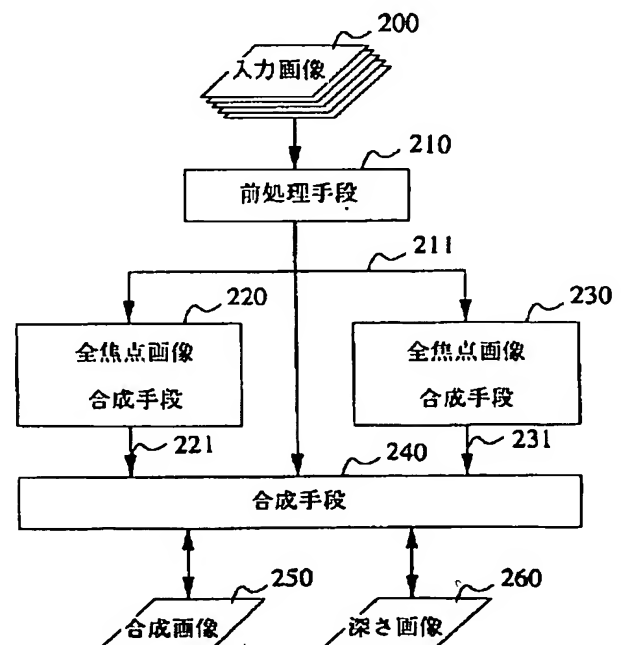 200
入力画像
210
前処理手段
211
220
230
全焦点画像
合成手段
全焦点画像
合成手段
221
231
240
合成手段
250
260
合成画像
深さ画像